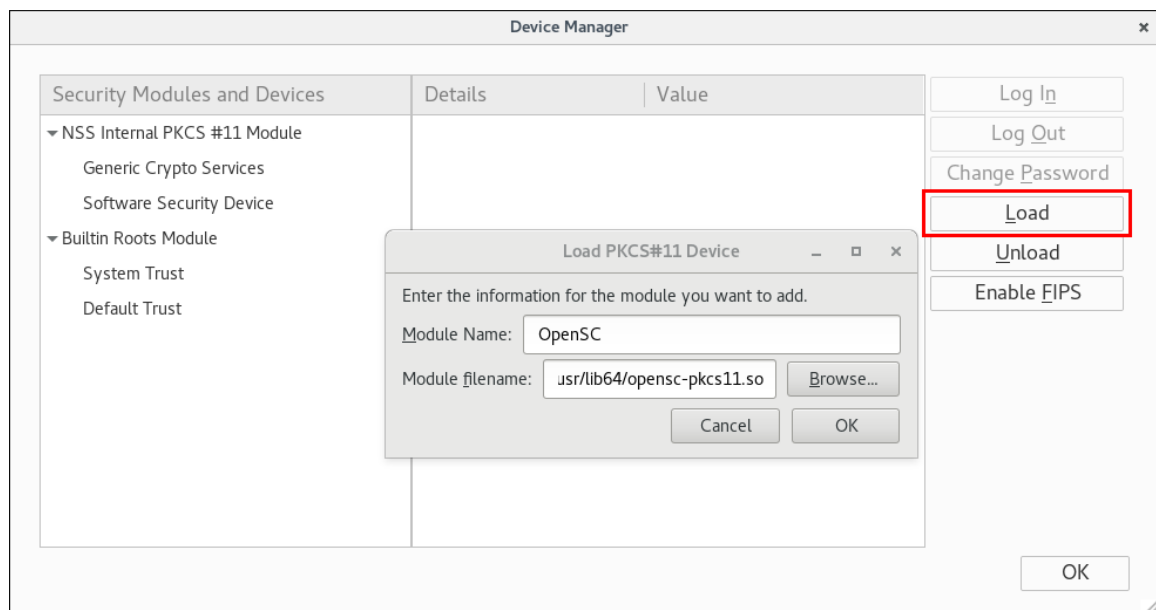 Device Manager
Security Modules and Devices
Details
Value
NSS Internal PKCS #11 Module
Generic Crypto Services
Software Security Device
Builtin Roots Module
System Trust
Default Trust
Log In
Log Out
Change Password
Load
Unload
Enable FIPS
Load PKCS#11 Device
Enter the information for the module you want to add.
Module Name: OpenSC
Module filename: usr/lib64/opensc-pkcs11.so Browse...
Cancel OK
OK